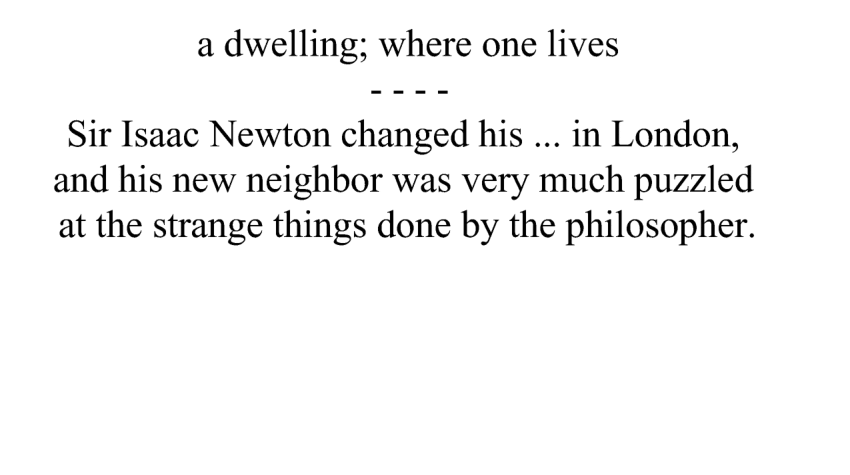 a dwelling; where one lives
- - - -
Sir Isaac Newton changed his ... in London,
and his new neighbor was very much puzzled
at the strange things done by the philosopher.